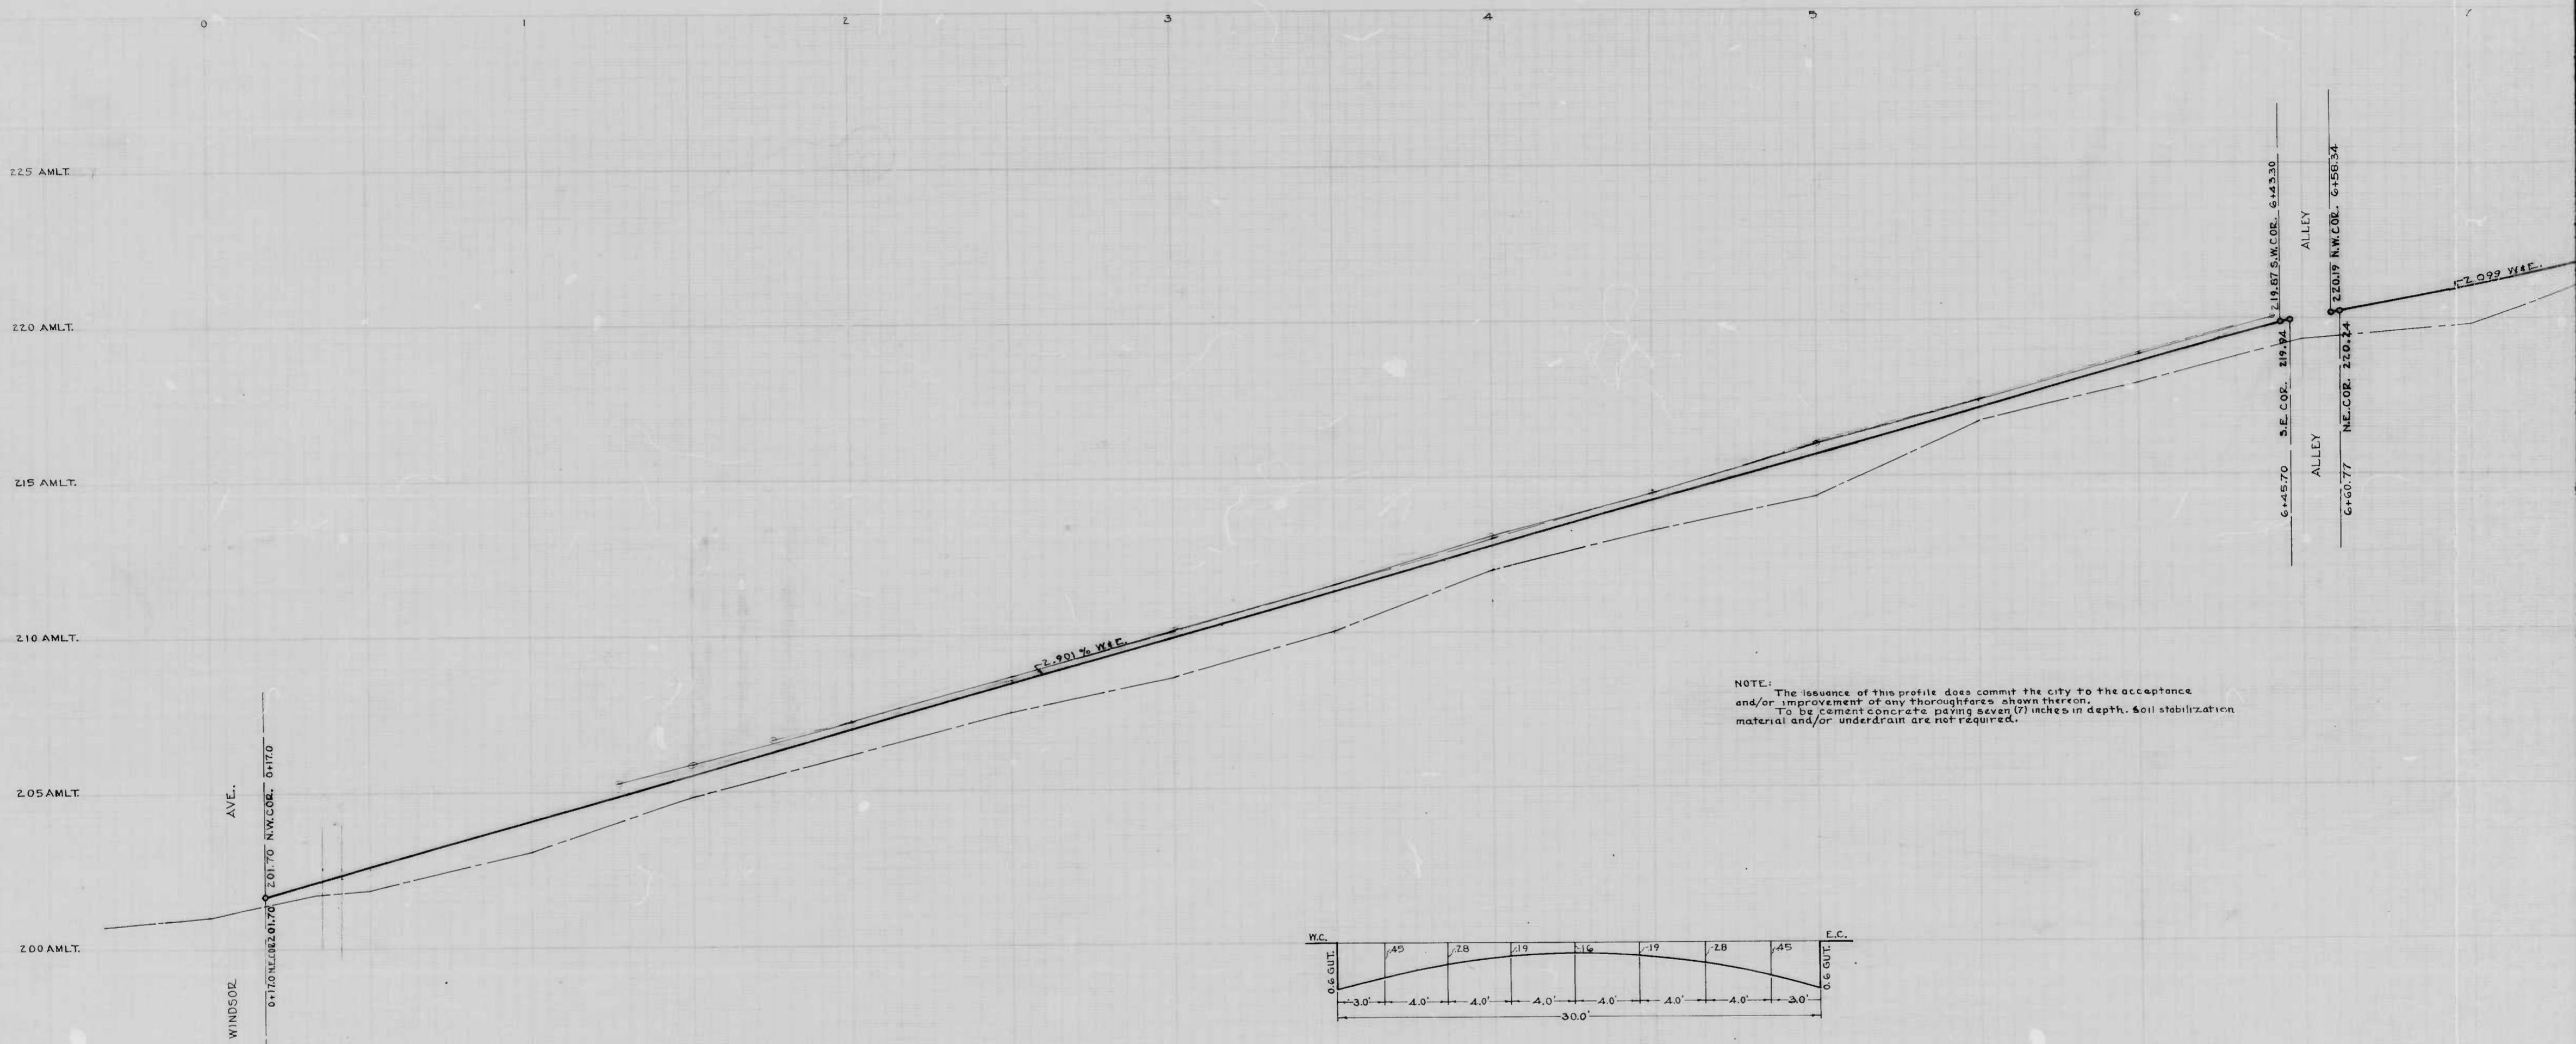 0 1 2 3 4 5 6 7
225 AMLT.
220 AMLT.
215 AMLT.
210 AMLT.
205 AMLT.
200 AMLT.
WINDSOR AVE.
201.70 N.W.COR. 0+17.0
0+17.0 N.E.COR. 201.70
2.901 % W&E.
219.87 S.W.COR. 6+43.30
ALLEY
220.19 N.W.COR. 6+58.34
2.099 W&E.
6+45.70 S.E. COR. 219.94
ALLEY
6+60.77 N.E.COR. 220.24
NOTE:
The issuance of this profile does commit the city to the acceptance
and/or improvement of any thoroughfares shown thereon.
To be cement concrete paving seven (7) inches in depth. Soil stabilization
material and/or underdrain are not required.
W.C. E.C.
0.6 GUT. .45 .28 .19 .16 .19 .28 .45 0.6 GUT.
3.0' 4.0' 4.0' 4.0' 4.0' 4.0' 4.0' 3.0'
30.0'